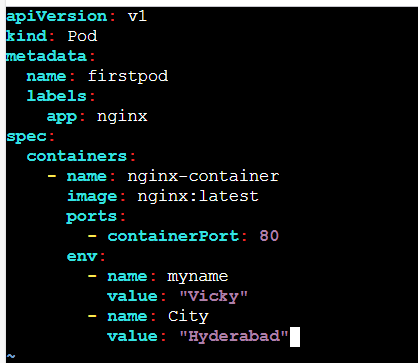 apiVersion: v1
kind: Pod
metadata:
  name: firstpod
  labels:
    app: nginx
spec:
  containers:
    - name: nginx-container
      image: nginx:latest
      ports:
        - containerPort: 80
      env:
        - name: myname
          value: "Vicky"
        - name: City
          value: "Hyderabad"
~